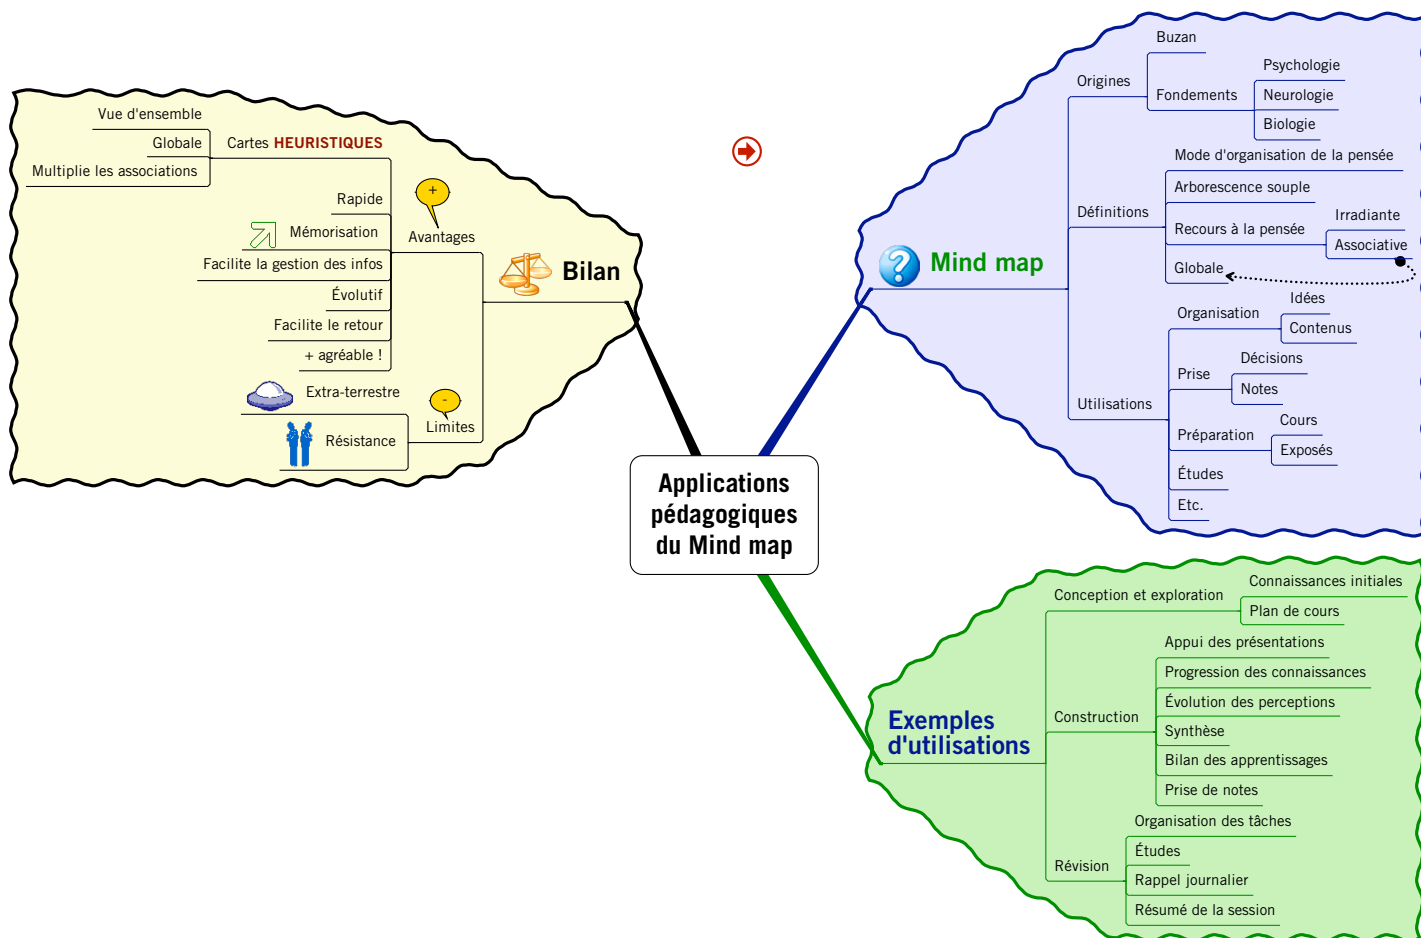 Applications
pédagogiques
du Mind map
Mind map
Origines
Buzan
Fondements
Psychologie
Neurologie
Biologie
Définitions
Mode d'organisation de la pensée
Arborescence souple
Recours à la pensée
Irradiante
Associative
Globale
Utilisations
Organisation
Idées
Contenus
Prise
Décisions
Notes
Préparation
Cours
Exposés
Études
Etc.
Exemples
d'utilisations
Conception et exploration
Connaissances initiales
Plan de cours
Construction
Appui des présentations
Progression des connaissances
Évolution des perceptions
Synthèse
Bilan des apprentissages
Prise de notes
Révision
Organisation des tâches
Études
Rappel journalier
Résumé de la session
Bilan
+
Avantages
Cartes HEURISTIQUES
Vue d'ensemble
Globale
Multiplie les associations
Rapide
Mémorisation
Facilite la gestion des infos
Évolutif
Facilite le retour
+ agréable !
-
Limites
Extra-terrestre
Résistance